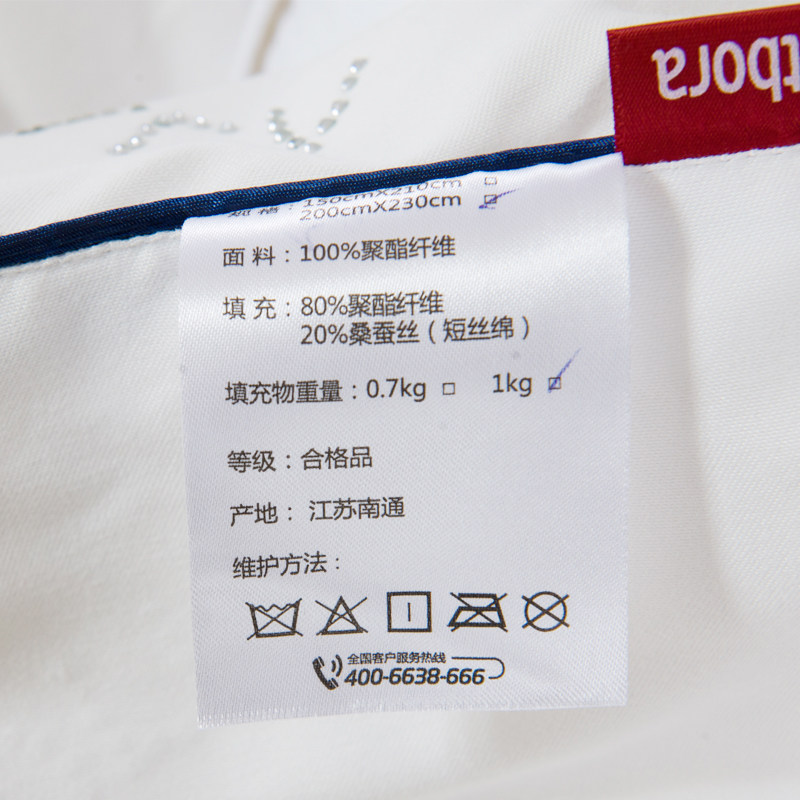 tbora
规格：150cmX210cm □
200cmX230cm ☑
面料：100%聚酯纤维
填充：80%聚酯纤维
20%桑蚕丝（短丝绵）
填充物重量：0.7kg □ 1kg ☑
等级：合格品
产地：江苏南通
维护方法：
全国客户服务热线
400-6638-666